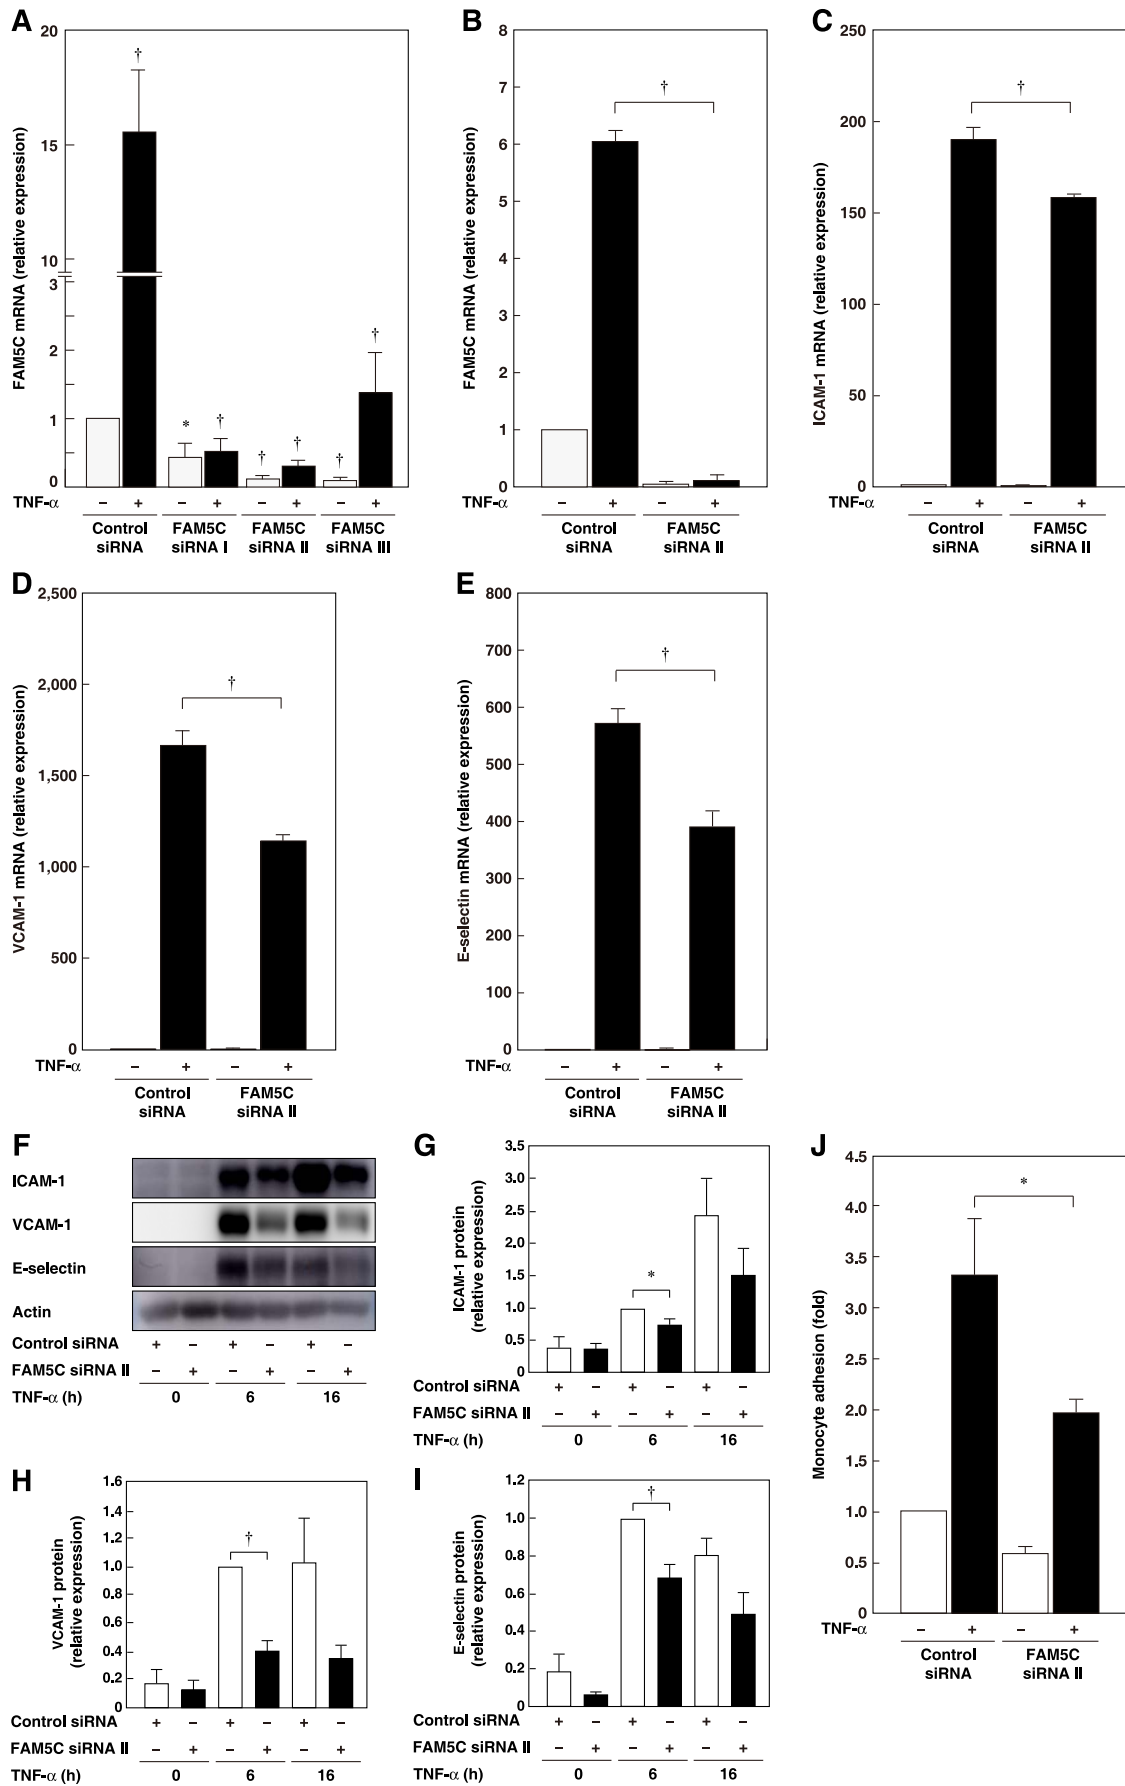 A
FAM5C mRNA (relative expression)
20
15
10
3
2
1
0
†
* † † † † †
TNF-α – + – + – + – +
Control siRNA
FAM5C siRNA I
FAM5C siRNA II
FAM5C siRNA III
B
FAM5C mRNA (relative expression)
8
7
6
5
4
3
2
1
0
†
– + – +
Control siRNA
FAM5C siRNA II
C
ICAM-1 mRNA (relative expression)
250
200
150
100
50
0
†
– + – +
Control siRNA
FAM5C siRNA II
D
VCAM-1 mRNA (relative expression)
2,500
2,000
1,500
1,000
500
0
†
TNF-α – + – +
Control siRNA
FAM5C siRNA II
E
E-selectin mRNA (relative expression)
800
700
600
500
400
300
200
100
0
†
TNF-α – + – +
Control siRNA
FAM5C siRNA II
F
ICAM-1
VCAM-1
E-selectin
Actin
Control siRNA + – + – + –
FAM5C siRNA II – + – + – +
TNF-α (h) 0 6 16
G
ICAM-1 protein
(relative expression)
3.5
3.0
2.5
2.0
1.5
1.0
0.5
0
*
Control siRNA + – + – + –
FAM5C siRNA II – + – + – +
TNF-α (h) 0 6 16
H
VCAM-1 protein
(relative expression)
1.6
1.4
1.2
1.0
0.8
0.6
0.4
0.2
0
†
Control siRNA + – + – + –
FAM5C siRNA II – + – + – +
TNF-α (h) 0 6 16
I
E-selectin protein
(relative expression)
1.2
1.0
0.8
0.6
0.4
0.2
0
†
Control siRNA + – + – + –
FAM5C siRNA II – + – + – +
TNF-α (h) 0 6 16
J
Monocyte adhesion (fold)
4.5
4.0
3.5
3.0
2.5
2.0
1.5
1.0
0.5
0
*
TNF-α – + – +
Control siRNA
FAM5C siRNA II